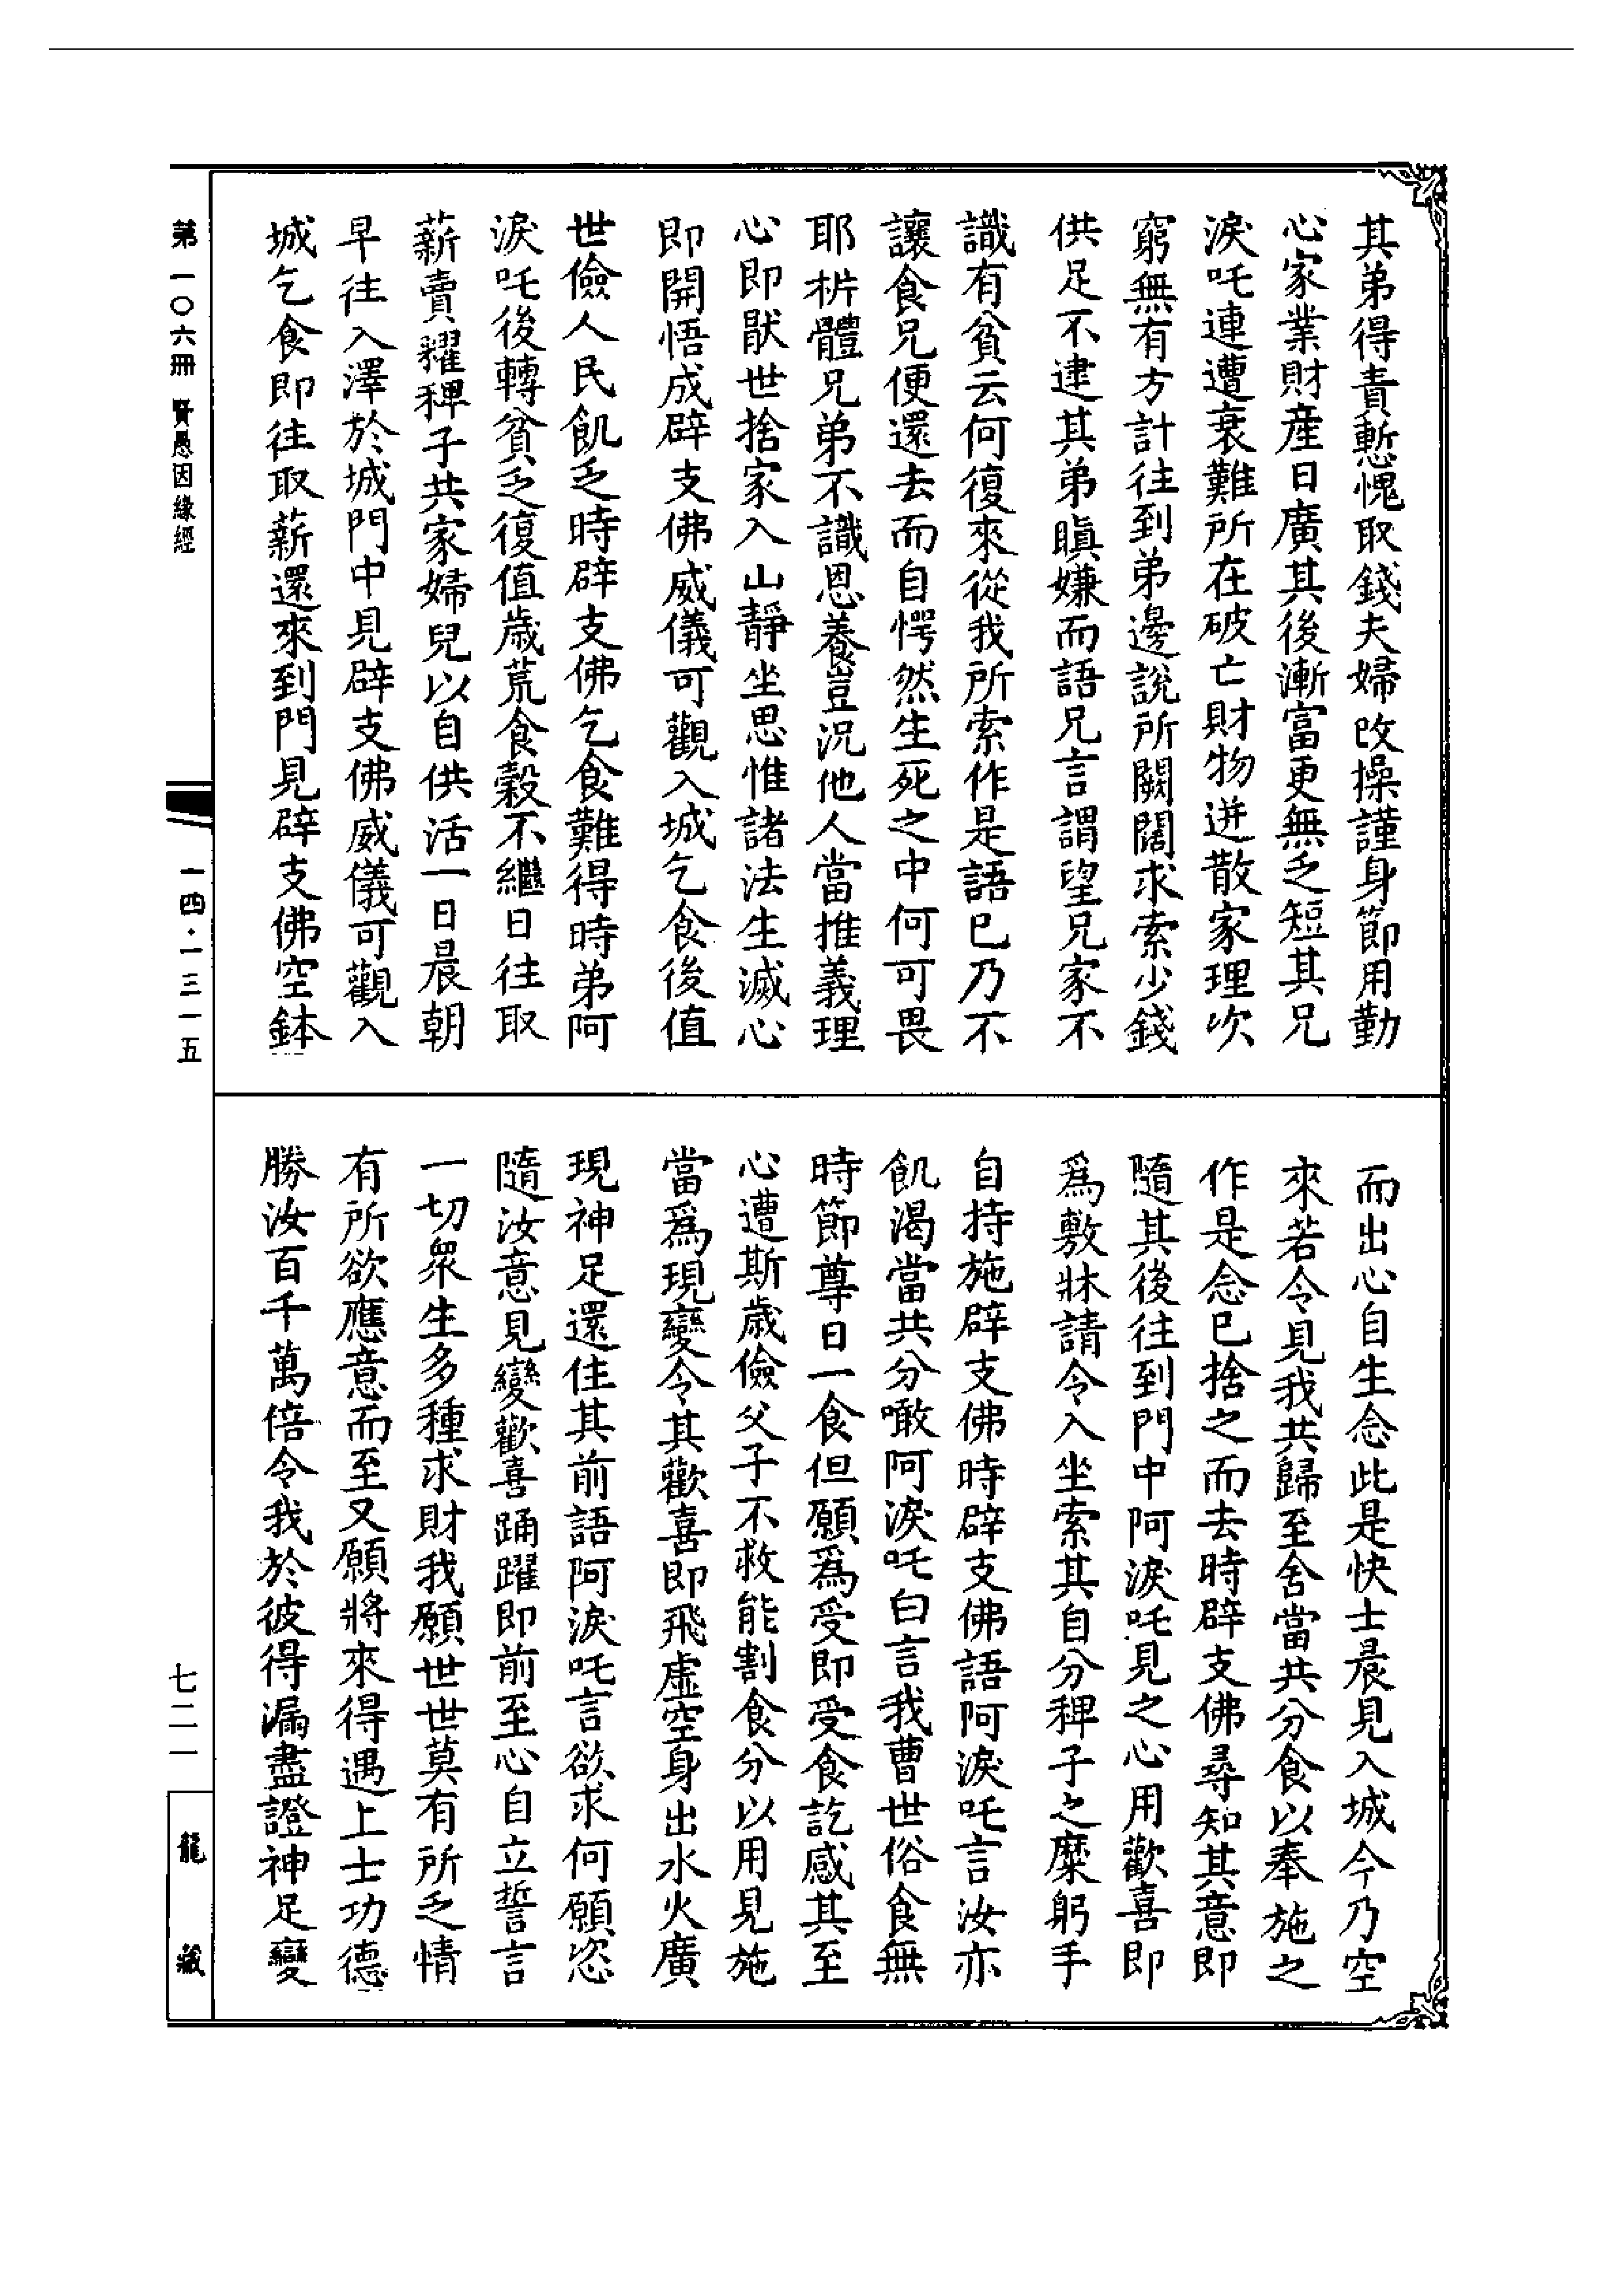 其弟得責慙愧取錢夫婦改操謹身節用勤
心家業財產日廣其後漸富更無乏短其兄
淚吒連遭衰難所在破亡財物迸散家理次
窮無有方計往到弟邊說所闕闊求索少錢
供足不逮其弟瞋嫌而語兄言謂望兄家不
識有貧云何復來從我所索作是語已乃不
讓食兄便還去而自愕然生死之中何可畏
耶析體兄弟不識恩養豈況他人當推義理
心即猒世捨家入山靜坐思惟諸法生滅心
即開悟成辟支佛威儀可觀入城乞食後值
世儉人民飢乏時辟支佛乞食難得時弟阿
淚吒後轉貧乏復值歲荒食穀不繼日往取
薪賣糴稗子共家婦兒以自供活一日晨朝
早往入澤於城門中見辟支佛威儀可觀入
城乞食即往取薪還來到門見辟支佛空鉢
而出心自生念此是快士晨見入城今乃空
來若令見我共歸至舍當共分食以奉施之
作是念已捨之而去時辟支佛尋知其意即
隨其後往到門中阿淚吒見之心用歡喜即
爲敷牀請令入坐索其自分稗子之糜躬手
自持施辟支佛時辟支佛語阿淚吒言汝亦
飢渴當共分噉阿淚吒白言我曹世俗食無
時節尊日一食但願爲受即受食訖感其至
心遭斯歲儉父子不救能割食分以用見施
當爲現變令其歡喜即飛虛空身出水火廣
現神足還住其前語阿淚吒言欲求何願恣
隨汝意見變歡喜踊躍即前至心自立誓言
一切眾生多種求財我願世世莫有所乏情
有所欲應意而至又願將來得遇上士功德
勝汝百千萬倍令我於彼得漏盡證神足變
第一〇六冊 賢愚因緣經
一四·一三一五
七二一
龍藏